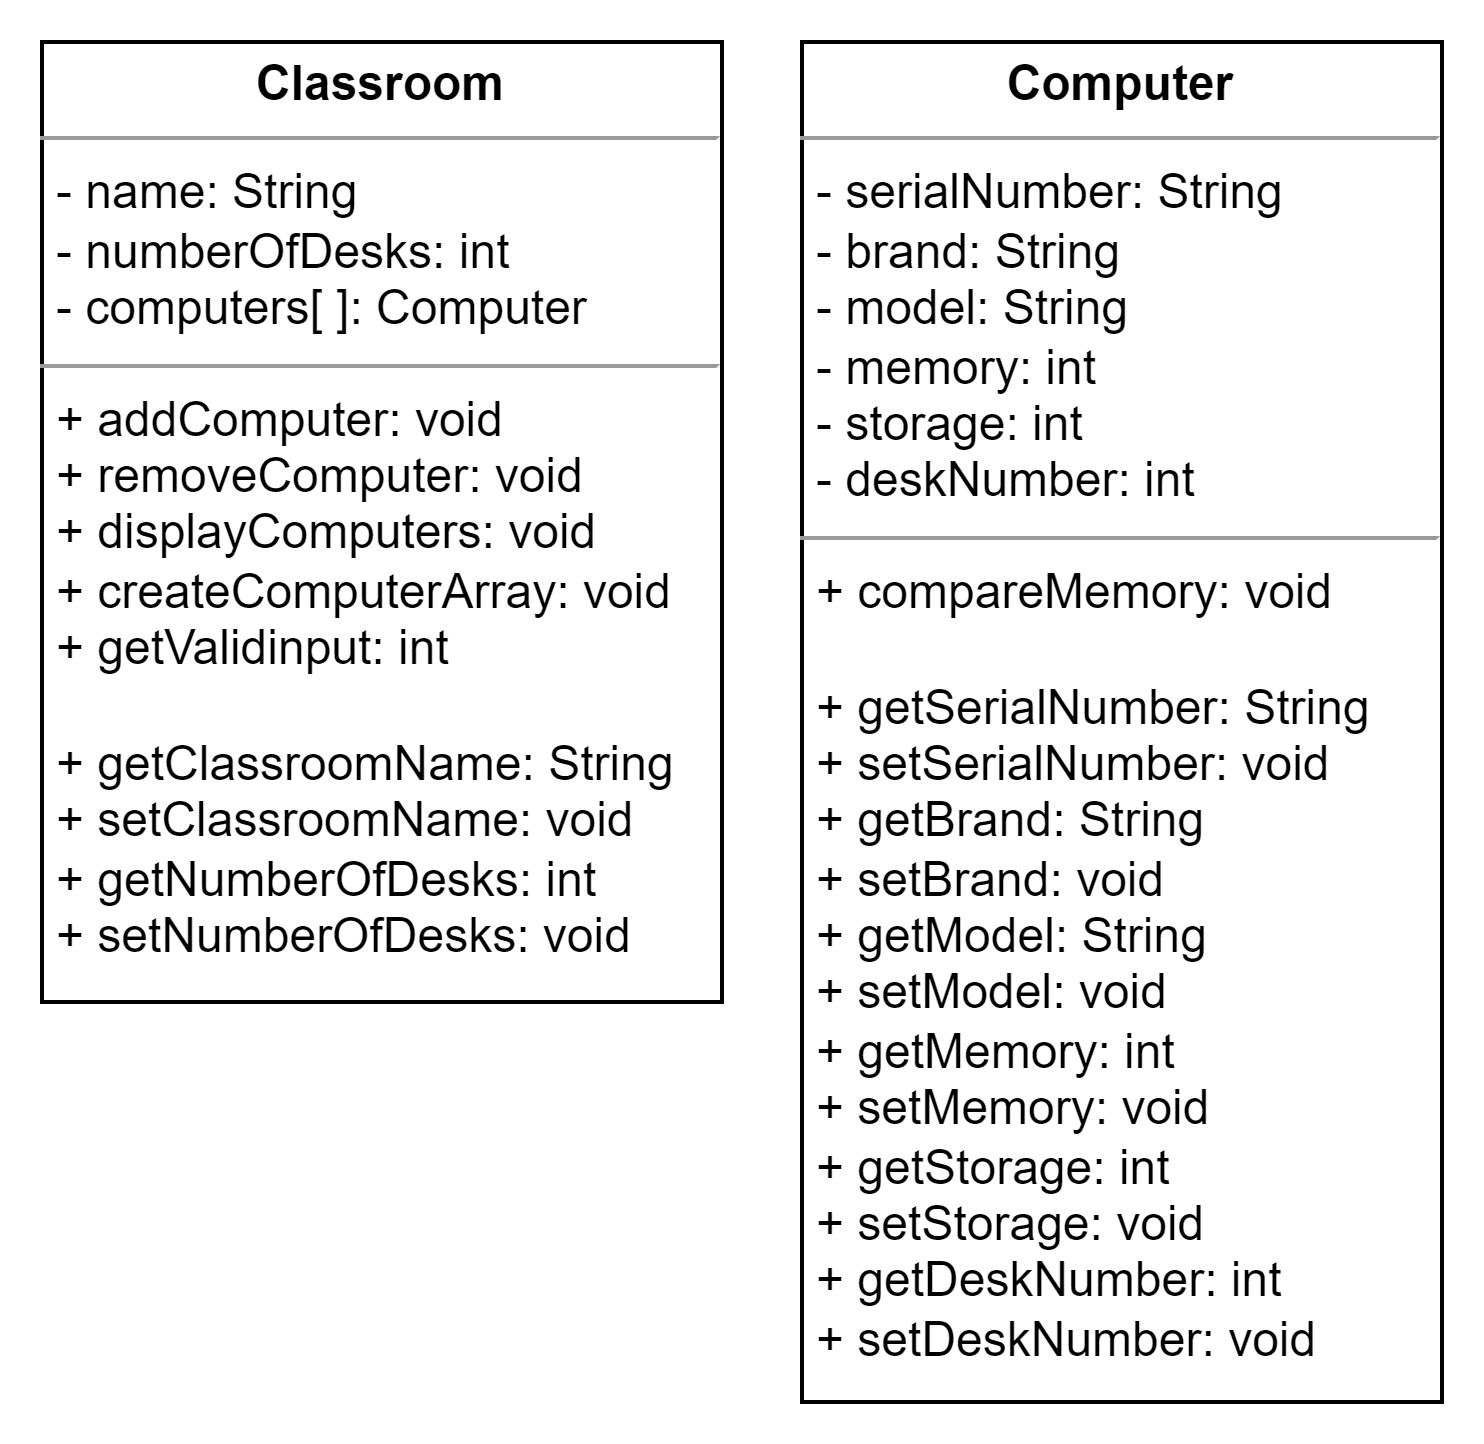 Classroom
- name: String
- numberOfDesks: int
- computers[ ]: Computer
+ addComputer: void
+ removeComputer: void
+ displayComputers: void
+ createComputerArray: void
+ getValidinput: int
+ getClassroomName: String
+ setClassroomName: void
+ getNumberOfDesks: int
+ setNumberOfDesks: void
Computer
- serialNumber: String
- brand: String
- model: String
- memory: int
- storage: int
- deskNumber: int
+ compareMemory: void
+ getSerialNumber: String
+ setSerialNumber: void
+ getBrand: String
+ setBrand: void
+ getModel: String
+ setModel: void
+ getMemory: int
+ setMemory: void
+ getStorage: int
+ setStorage: void
+ getDeskNumber: int
+ setDeskNumber: void